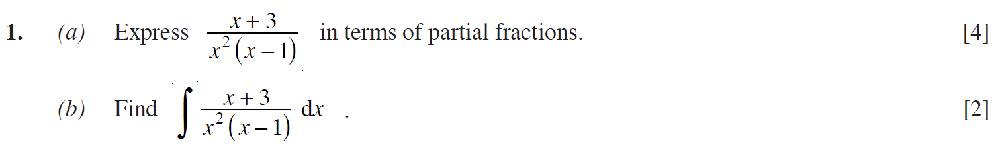 1. (a) Express \frac{x+3}{x^2(x-1)} in terms of partial fractions. [4]
(b) Find \int \frac{x+3}{x^2(x-1)} dx . [2]